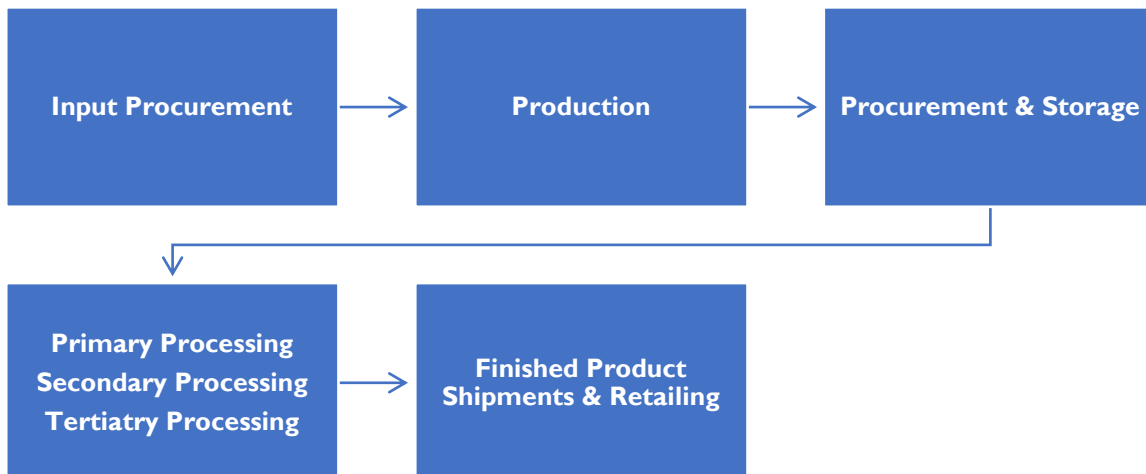 Input Procurement
Production
Procurement & Storage
Primary Processing
Secondary Processing
Tertiatry Processing
Finished Product
Shipments & Retailing